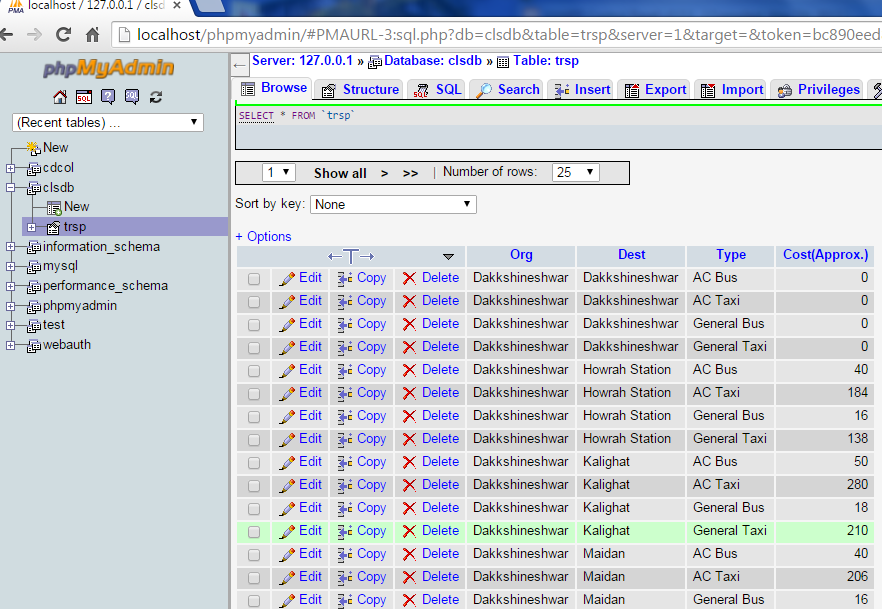 PMA localhost / 127.0.0.1 / clsd ×
localhost/phpmyadmin/#PMAURL-3:sql.php?db=clsdb&table=trsp&server=1&target=&token=bc890eed
phpMyAdmin
SQL
(Recent tables) ...
New
cdcol
clsdb
New
trsp
information_schema
mysql
performance_schema
phpmyadmin
test
webauth
Server: 127.0.0.1 » Database: clsdb » Table: trsp
Browse Structure SQL Search Insert Export Import Privileges
SELECT * FROM `trsp`
1 Show all > >> | Number of rows: 25
Sort by key: None
+ Options
←T→ Org Dest Type Cost(Approx.)
Edit Copy Delete Dakkshineshwar Dakkshineshwar AC Bus 0
Edit Copy Delete Dakkshineshwar Dakkshineshwar AC Taxi 0
Edit Copy Delete Dakkshineshwar Dakkshineshwar General Bus 0
Edit Copy Delete Dakkshineshwar Dakkshineshwar General Taxi 0
Edit Copy Delete Dakkshineshwar Howrah Station AC Bus 40
Edit Copy Delete Dakkshineshwar Howrah Station AC Taxi 184
Edit Copy Delete Dakkshineshwar Howrah Station General Bus 16
Edit Copy Delete Dakkshineshwar Howrah Station General Taxi 138
Edit Copy Delete Dakkshineshwar Kalighat AC Bus 50
Edit Copy Delete Dakkshineshwar Kalighat AC Taxi 280
Edit Copy Delete Dakkshineshwar Kalighat General Bus 18
Edit Copy Delete Dakkshineshwar Kalighat General Taxi 210
Edit Copy Delete Dakkshineshwar Maidan AC Bus 40
Edit Copy Delete Dakkshineshwar Maidan AC Taxi 206
Edit Copy Delete Dakkshineshwar Maidan General Bus 16